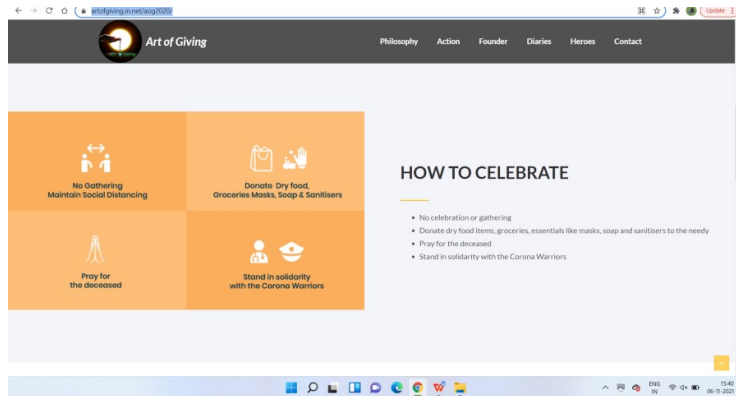 artofgiving.in.net/aog2020/
Update
Art of Giving
Philosophy Action Founder Diaries Heroes Contact
No Gathering
Maintain Social Distancing
Donate Dry food,
Groceries Masks, Soap & Sanitisers
Pray for
the deceased
Stand in solidarity
with the Corona Warriors
HOW TO CELEBRATE
No celebration or gathering
Donate dry food items, groceries, essentials like masks, soap and sanitisers to the needy
Pray for the deceased
Stand in solidarity with the Corona Warriors
ENG
IN
15:40
06-11-2021